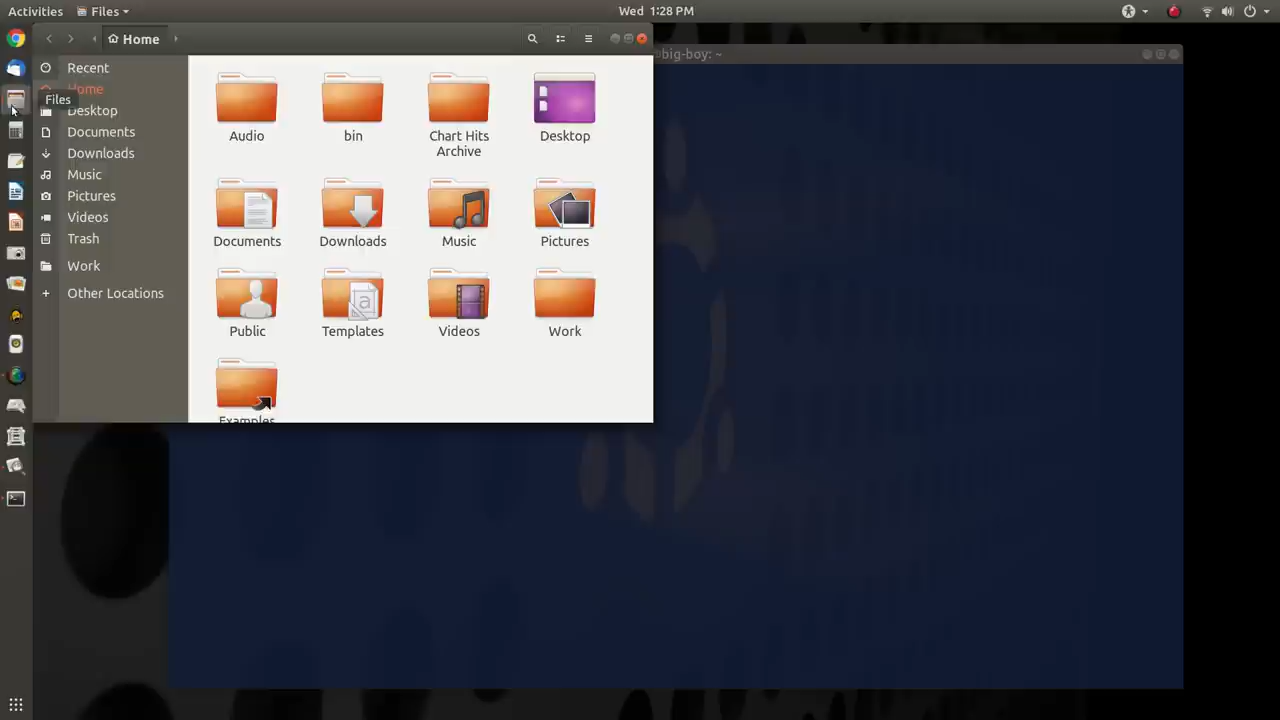 Activities
Files
Wed 1:28 PM
Home
big-boy: ~
Recent
Home
Files
Desktop
Documents
Downloads
Music
Pictures
Videos
Trash
Work
Other Locations
Audio
bin
Chart Hits
Archive
Desktop
Documents
Downloads
Music
Pictures
Public
Templates
Videos
Work
Examples